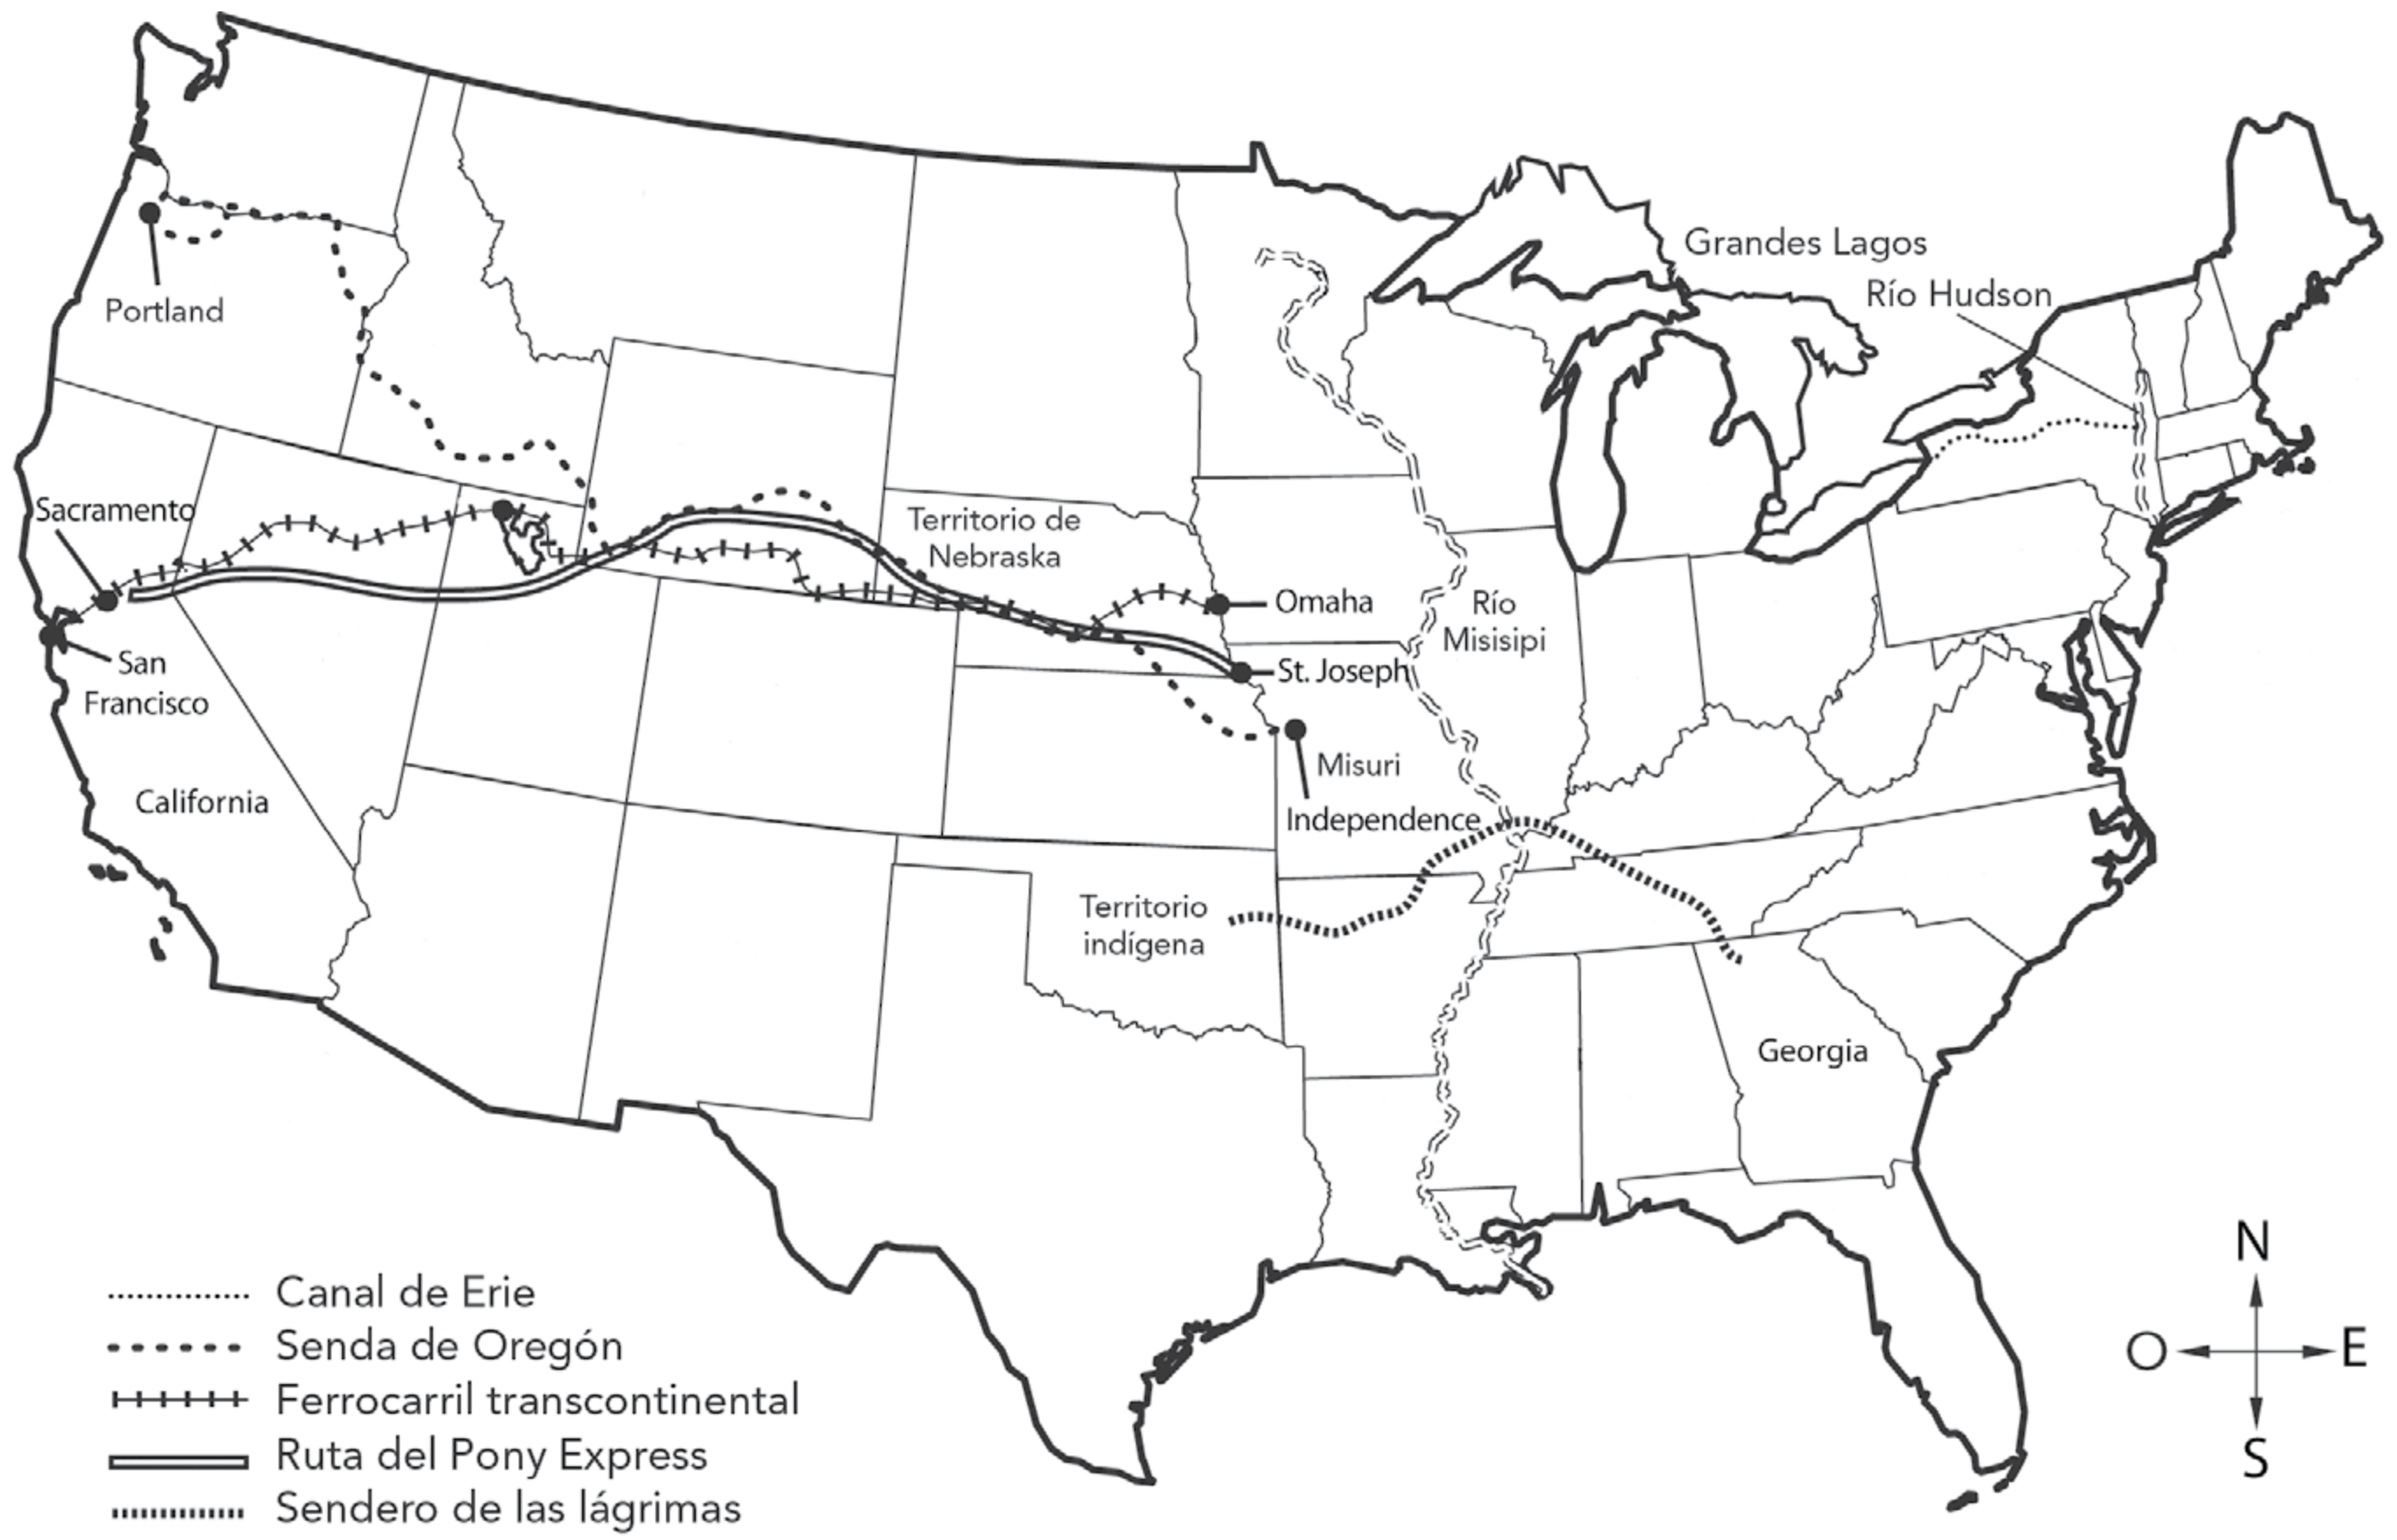 Grandes Lagos
Río Hudson
Portland
Sacramento
Territorio de
Nebraska
Omaha
Río
Misisipi
San
Francisco
St. Joseph
Misuri
Independence
California
Territorio
indígena
Georgia
N
O
E
S
Canal de Erie
Senda de Oregón
Ferrocarril transcontinental
Ruta del Pony Express
Sendero de las lágrimas